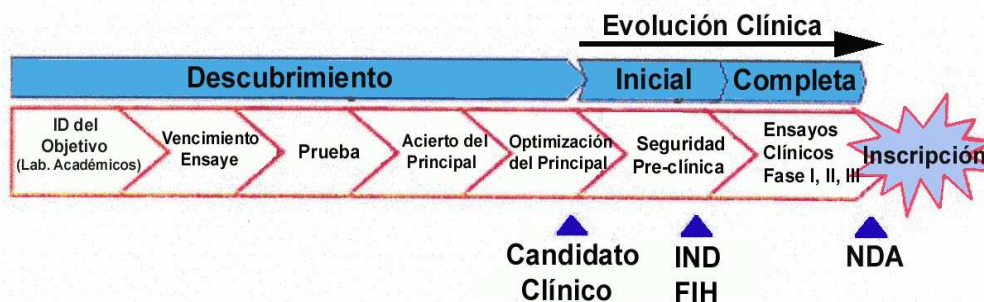 Evolución Clínica
Descubrimiento
Inicial
Completa
ID del
Objetivo
(Lab. Académicos)
Vencimiento
Ensaye
Prueba
Acierto del
Principal
Optimización
del Principal
Seguridad
Pre-clínica
Ensayos
Clínicos
Fase I, II, III
Inscripción
Candidato
Clínico
IND
FIH
NDA